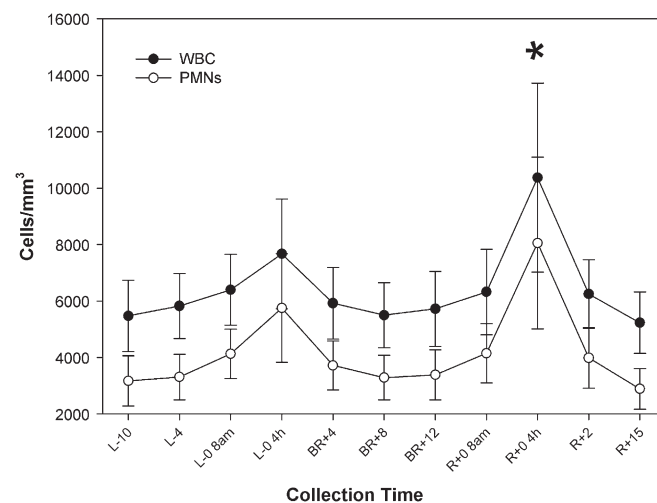 16000
14000
12000
10000
8000
6000
4000
2000
Cells/mm³
WBC
PMNs
*
L-10
L-4
L-0 8am
L-0 4h
BR+4
BR+8
BR+12
R+0 8am
R+0 4h
R+2
R+15
Collection Time